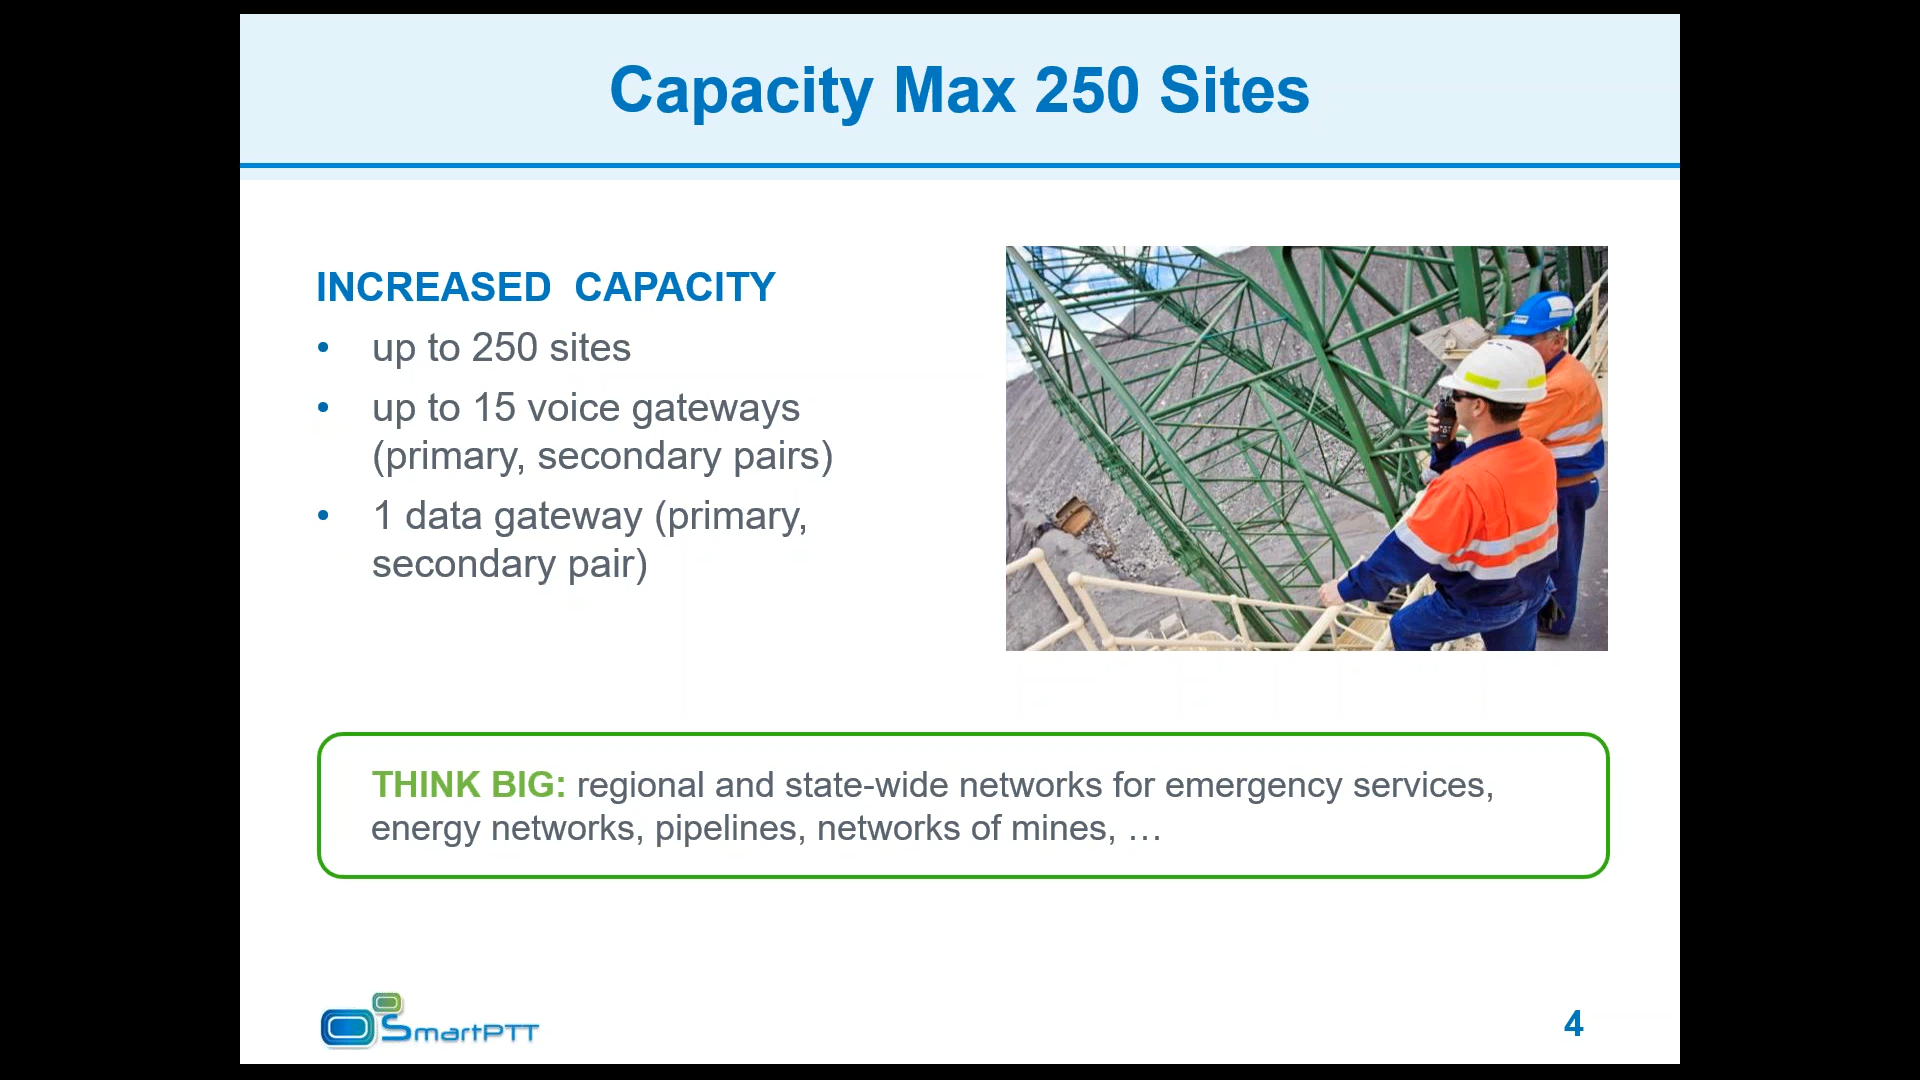 Capacity Max 250 Sites
INCREASED CAPACITY
• up to 250 sites
• up to 15 voice gateways
(primary, secondary pairs)
• 1 data gateway (primary,
secondary pair)
THINK BIG: regional and state-wide networks for emergency services,
energy networks, pipelines, networks of mines, …
SmartPTT
4